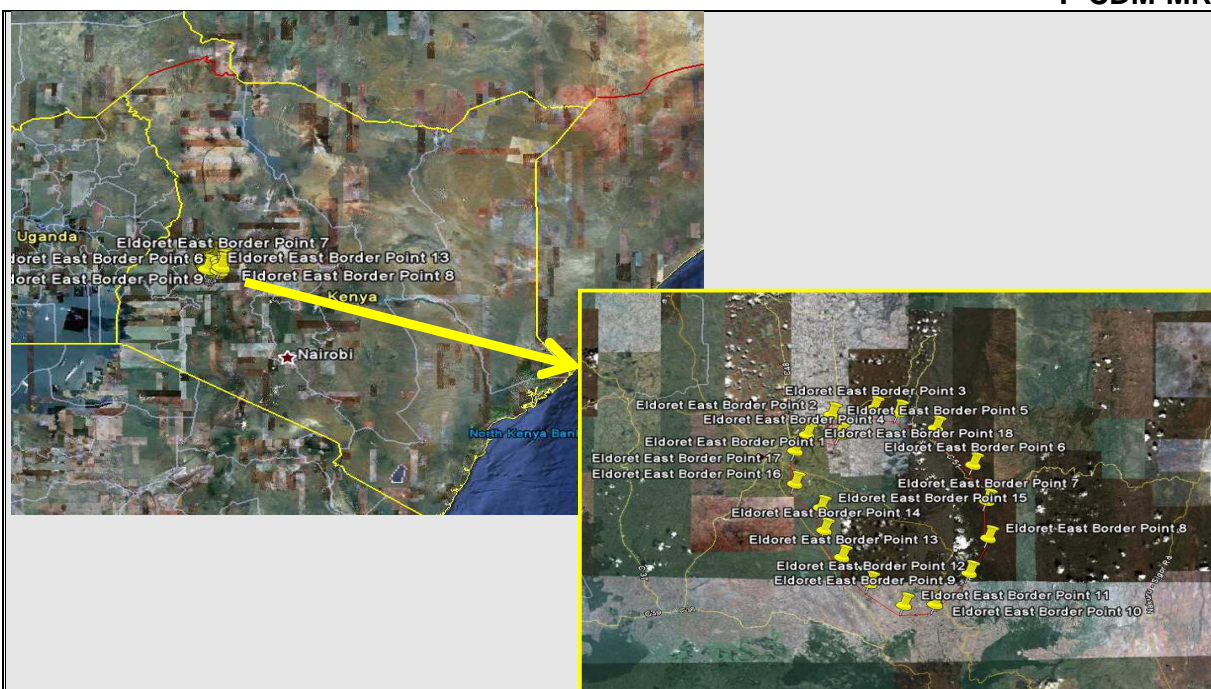 Uganda
Eldoret East Border Point 7
doret East Border Point 6
Eldoret East Border Point 13
doret East Border Point 9
Eldoret East Border Point 8
Kenya
Nairobi
North Kenya Ban
Eldoret East Border Point 3
Eldoret East Border Point 2
Eldoret East Border Point 5
Eldoret East Border Point 4
Eldoret East Border Point 18
Eldoret East Border Point 1
Eldoret East Border Point 6
Eldoret East Border Point 17
Eldoret East Border Point 16
Eldoret East Border Point 7
Eldoret East Border Point 15
Eldoret East Border Point 14
Eldoret East Border Point 8
Eldoret East Border Point 13
Eldoret East Border Point 12
Eldoret East Border Point 9
Eldoret East Border Point 11
Eldoret East Border Point 10